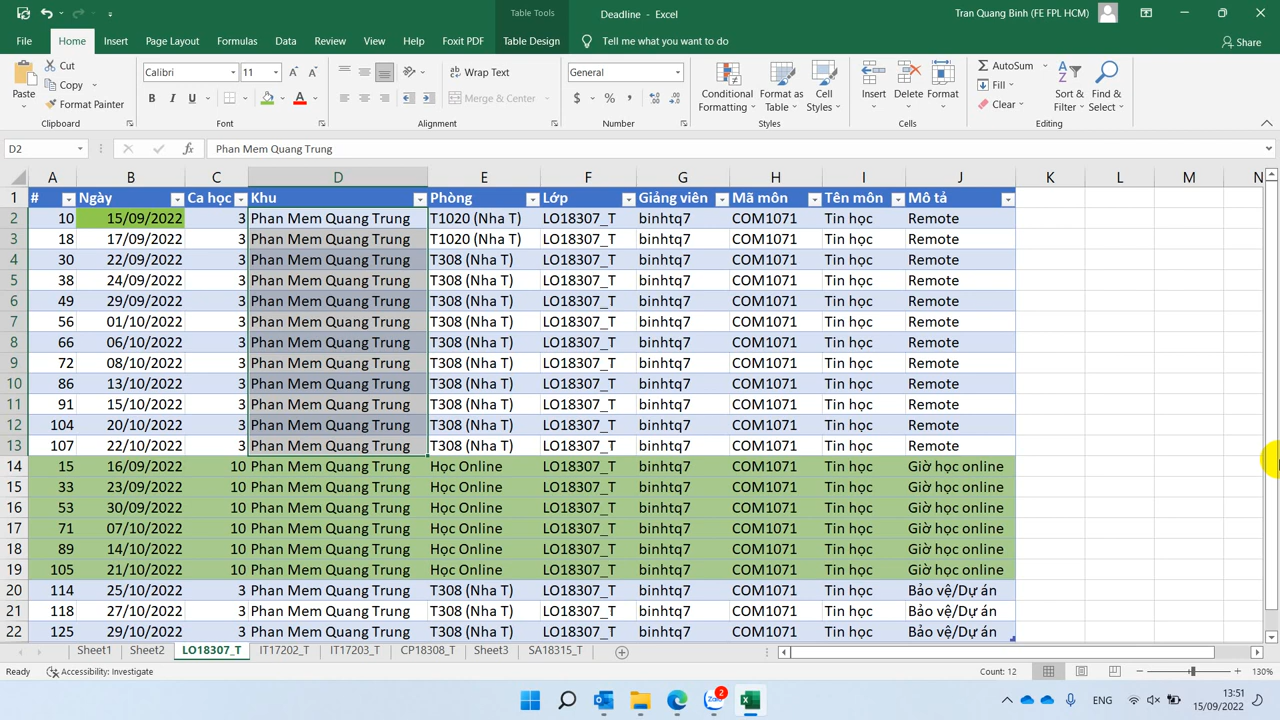 Table Tools
Deadline - Excel
Tran Quang Binh (FE FPL HCM)
File Home Insert Page Layout Formulas Data Review View Help Foxit PDF Table Design Tell me what you want to do Share
Paste
Cut
Copy
Format Painter
Clipboard
Calibri 11
B I U
Font
Wrap Text
Merge & Center
Alignment
General
$ % ,
Number
Conditional Formatting
Format as Table
Cell Styles
Styles
Insert
Delete
Format
Cells
AutoSum
Fill
Clear
Sort & Filter
Find & Select
Editing
D2 fx Phan Mem Quang Trung
A B C D E F G H I J K L M N
1 # Ngày Ca học Khu Phòng Lớp Giảng viên Mã môn Tên môn Mô tả
2 10 15/09/2022 3 Phan Mem Quang Trung T1020 (Nha T) LO18307_T binhtq7 COM1071 Tin học Remote
3 18 17/09/2022 3 Phan Mem Quang Trung T1020 (Nha T) LO18307_T binhtq7 COM1071 Tin học Remote
4 30 22/09/2022 3 Phan Mem Quang Trung T308 (Nha T) LO18307_T binhtq7 COM1071 Tin học Remote
5 38 24/09/2022 3 Phan Mem Quang Trung T308 (Nha T) LO18307_T binhtq7 COM1071 Tin học Remote
6 49 29/09/2022 3 Phan Mem Quang Trung T308 (Nha T) LO18307_T binhtq7 COM1071 Tin học Remote
7 56 01/10/2022 3 Phan Mem Quang Trung T308 (Nha T) LO18307_T binhtq7 COM1071 Tin học Remote
8 66 06/10/2022 3 Phan Mem Quang Trung T308 (Nha T) LO18307_T binhtq7 COM1071 Tin học Remote
9 72 08/10/2022 3 Phan Mem Quang Trung T308 (Nha T) LO18307_T binhtq7 COM1071 Tin học Remote
10 86 13/10/2022 3 Phan Mem Quang Trung T308 (Nha T) LO18307_T binhtq7 COM1071 Tin học Remote
11 91 15/10/2022 3 Phan Mem Quang Trung T308 (Nha T) LO18307_T binhtq7 COM1071 Tin học Remote
12 104 20/10/2022 3 Phan Mem Quang Trung T308 (Nha T) LO18307_T binhtq7 COM1071 Tin học Remote
13 107 22/10/2022 3 Phan Mem Quang Trung T308 (Nha T) LO18307_T binhtq7 COM1071 Tin học Remote
14 15 16/09/2022 10 Phan Mem Quang Trung Học Online LO18307_T binhtq7 COM1071 Tin học Giờ học online
15 33 23/09/2022 10 Phan Mem Quang Trung Học Online LO18307_T binhtq7 COM1071 Tin học Giờ học online
16 53 30/09/2022 10 Phan Mem Quang Trung Học Online LO18307_T binhtq7 COM1071 Tin học Giờ học online
17 71 07/10/2022 10 Phan Mem Quang Trung Học Online LO18307_T binhtq7 COM1071 Tin học Giờ học online
18 89 14/10/2022 10 Phan Mem Quang Trung Học Online LO18307_T binhtq7 COM1071 Tin học Giờ học online
19 105 21/10/2022 10 Phan Mem Quang Trung Học Online LO18307_T binhtq7 COM1071 Tin học Giờ học online
20 114 25/10/2022 3 Phan Mem Quang Trung T308 (Nha T) LO18307_T binhtq7 COM1071 Tin học Bảo vệ/Dự án
21 118 27/10/2022 3 Phan Mem Quang Trung T308 (Nha T) LO18307_T binhtq7 COM1071 Tin học Bảo vệ/Dự án
22 125 29/10/2022 3 Phan Mem Quang Trung T308 (Nha T) LO18307_T binhtq7 COM1071 Tin học Bảo vệ/Dự án
Sheet1 Sheet2 LO18307_T IT17202_T IT17203_T CP18308_T Sheet3 SA18315_T
Ready Accessibility: Investigate Count: 12 130%
Zalo 2
ENG
13:51
15/09/2022